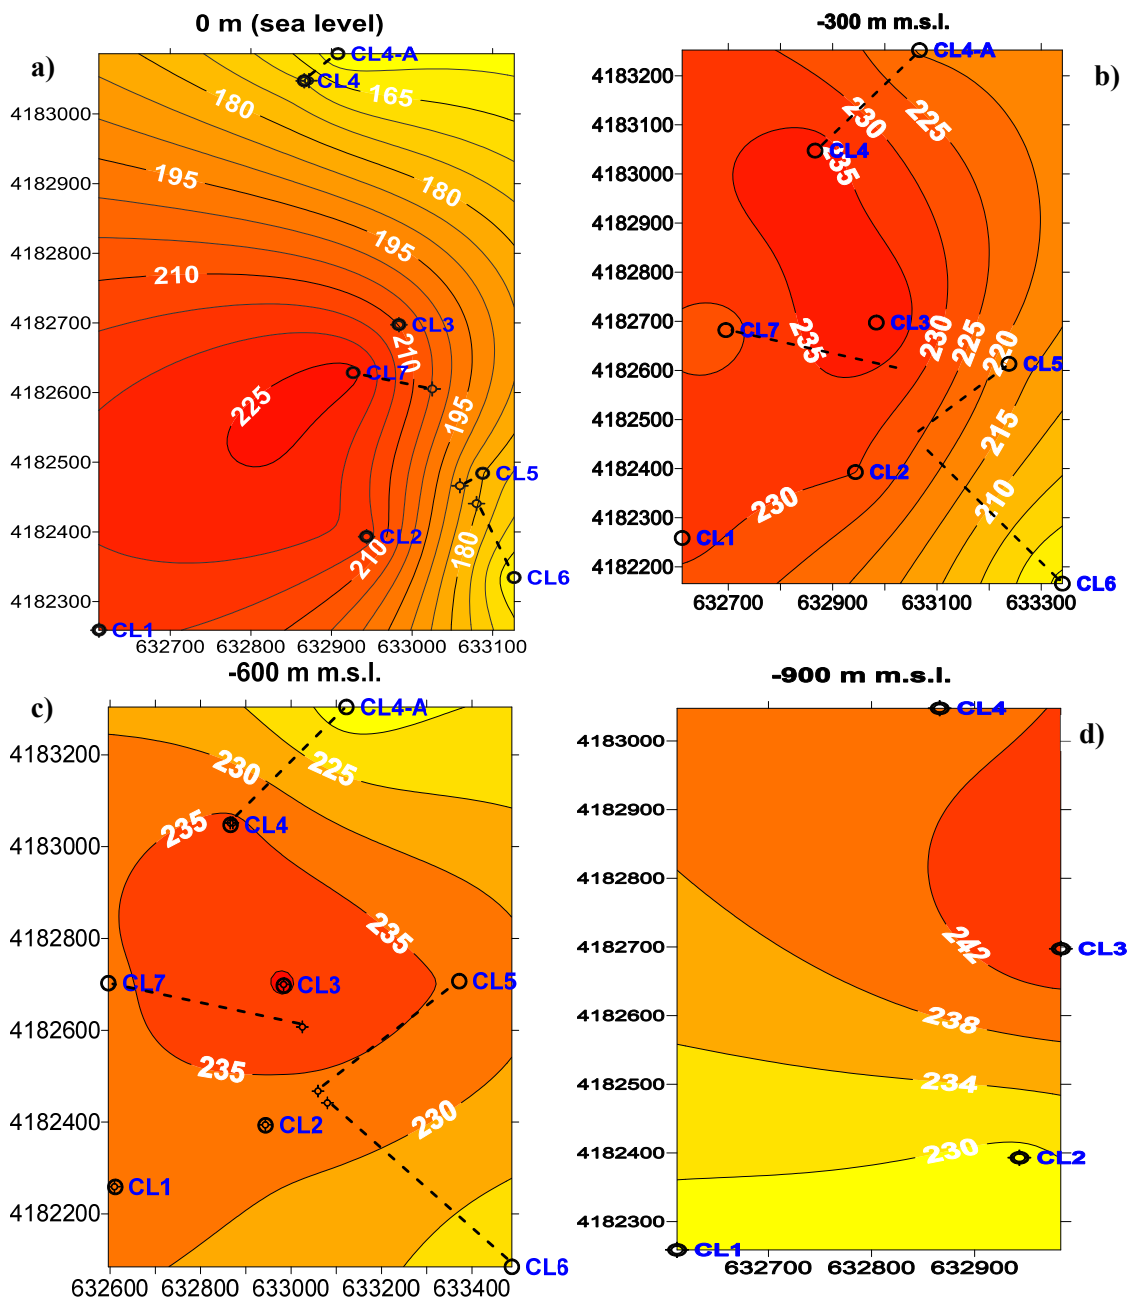 0 m (sea level)
a)
CL4-A
CL4
165
180
4183000
195
180
4182900
195
4182800
210
4182700
CL3
210
CL7
4182600
225
195
4182500
CL5
4182400
CL2
210
180
CL6
4182300
CL1
632700 632800 632900 633000 633100
-300 m m.s.l.
b)
CL4-A
4183200
230
225
4183100
CL4
235
4183000
4182900
4182800
4182700
CL7
235
CL3
230
225
220
4182600
CL5
4182500
215
4182400
CL2
230
210
4182300
CL1
4182200
CL6
632700 632900 633100 633300
-600 m m.s.l.
c)
CL4-A
4183200
230
225
235
CL4
4183000
4182800
235
CL7
CL3
CL5
4182600
235
4182400
CL2
230
CL1
4182200
CL6
632600 632800 633000 633200 633400
-900 m m.s.l.
d)
CL4
4183000
4182900
4182800
4182700
242
CL3
4182600
238
4182500
234
4182400
230
CL2
4182300
CL1
632700 632800 632900